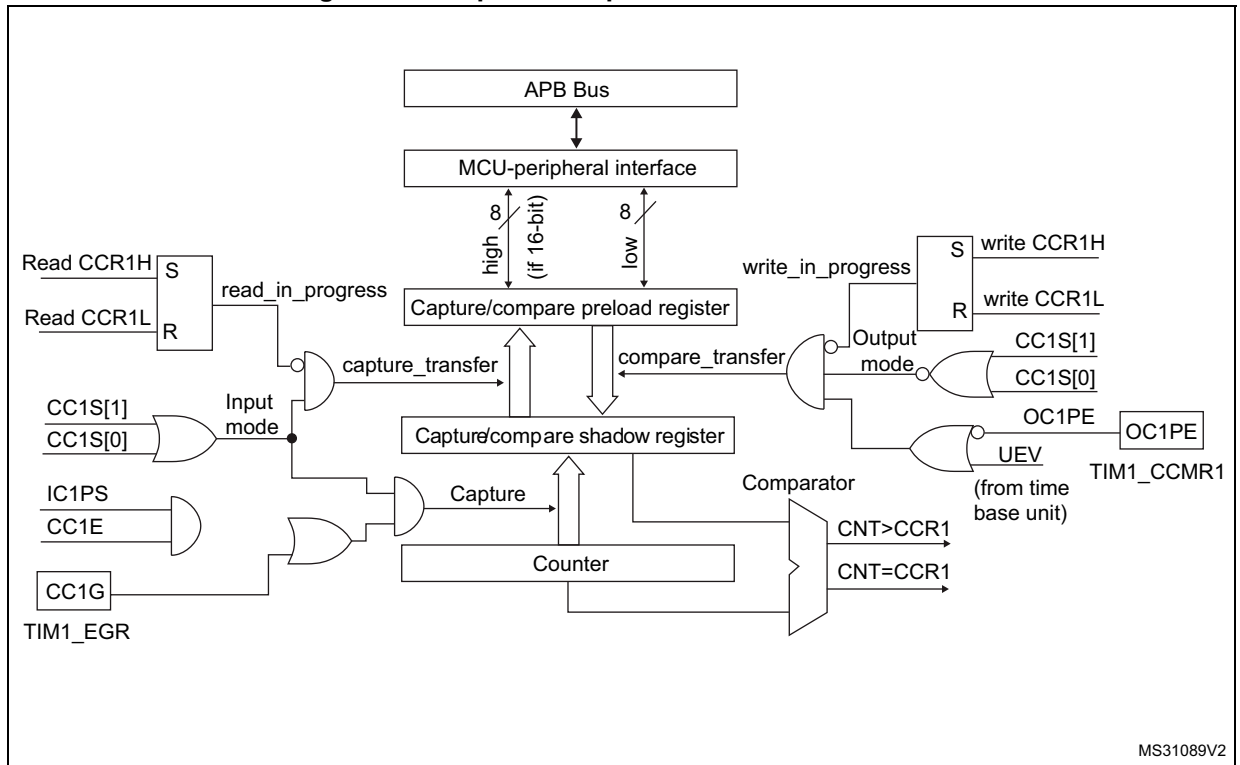 APB Bus
MCU-peripheral interface
8
high
(if 16-bit)
8
low
Read CCR1H
S
read_in_progress
Read CCR1L
R
write_in_progress
S
write CCR1H
R
write CCR1L
Capture/compare preload register
capture_transfer
compare_transfer
Output
mode
CC1S[1]
CC1S[0]
CC1S[1]
CC1S[0]
Input
mode
Capture/compare shadow register
OC1PE
OC1PE
UEV
TIM1_CCMR1
(from time
base unit)
IC1PS
CC1E
Capture
Comparator
CNT>CCR1
CNT=CCR1
Counter
CC1G
TIM1_EGR
MS31089V2